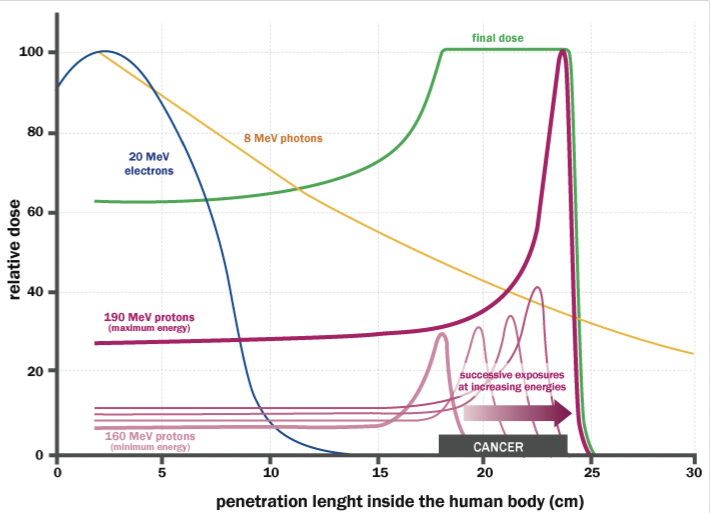 final dose
100
8 MeV photons
80
20 MeV
electrons
60
relative dose
40
190 MeV protons
(maximum energy)
20
successive exposures
at increasing energies
160 MeV protons
(minimum energy)
CANCER
0
0
5
10
15
20
25
30
penetration lenght inside the human body (cm)